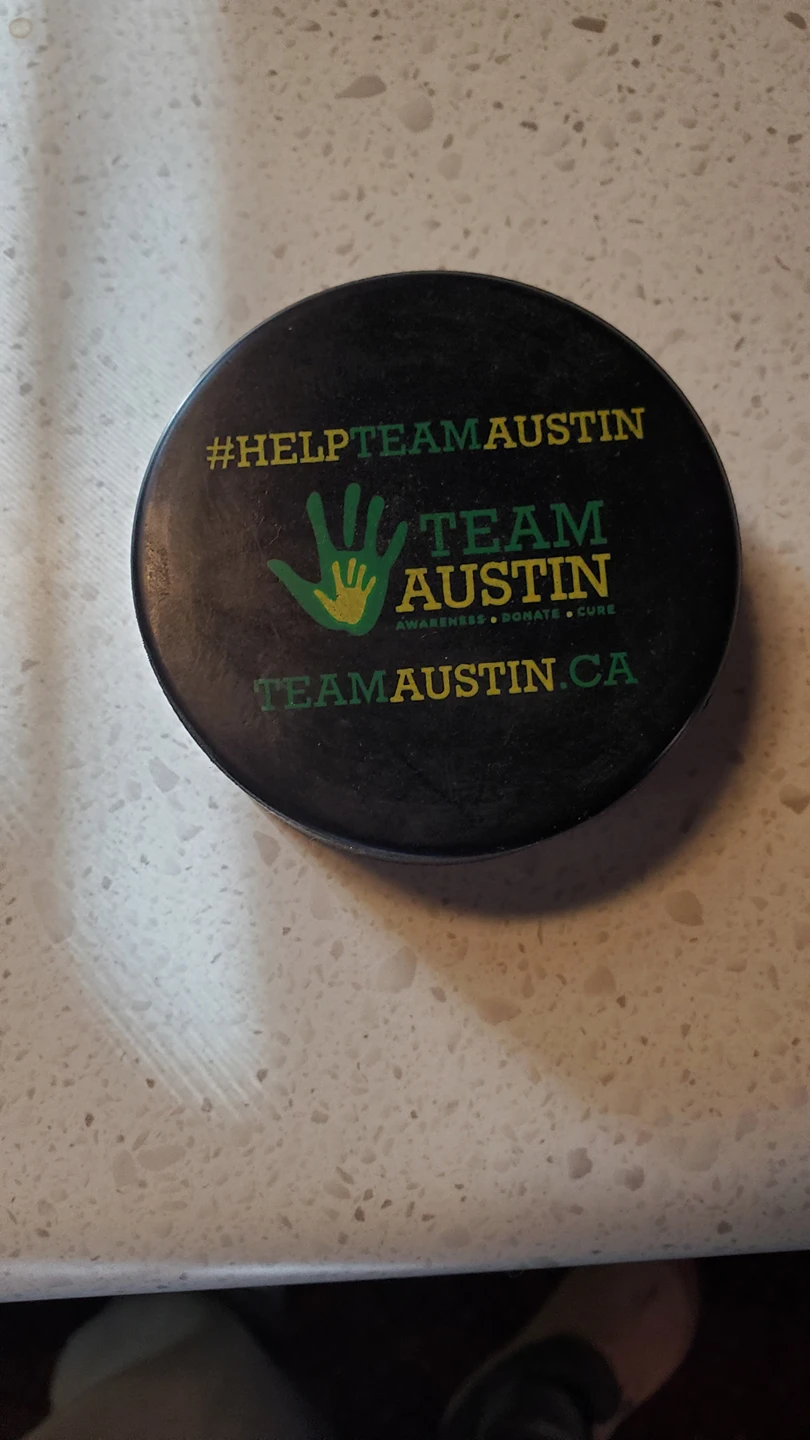 #HELPTEAMAUSTIN
TEAM
AUSTIN
AWARENESS • DONATE • CURE
TEAMAUSTIN.CA